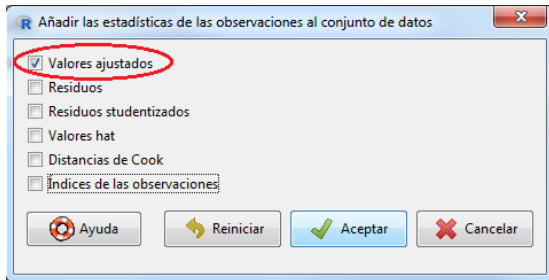 Añadir las estadísticas de las observaciones al conjunto de datos
Valores ajustados
Residuos
Residuos studentizados
Valores hat
Distancias de Cook
Índices de las observaciones
Ayuda Reiniciar Aceptar Cancelar